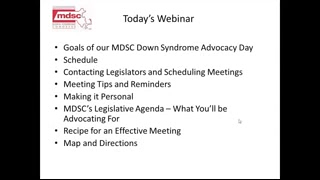 mdsc
Today's Webinar
• Goals of our MDSC Down Syndrome Advocacy Day
• Schedule
• Contacting Legislators and Scheduling Meetings
• Meeting Tips and Reminders
• Making it Personal
• MDSC's Legislative Agenda – What You'll be
Advocating For
• Recipe for an Effective Meeting
• Map and Directions